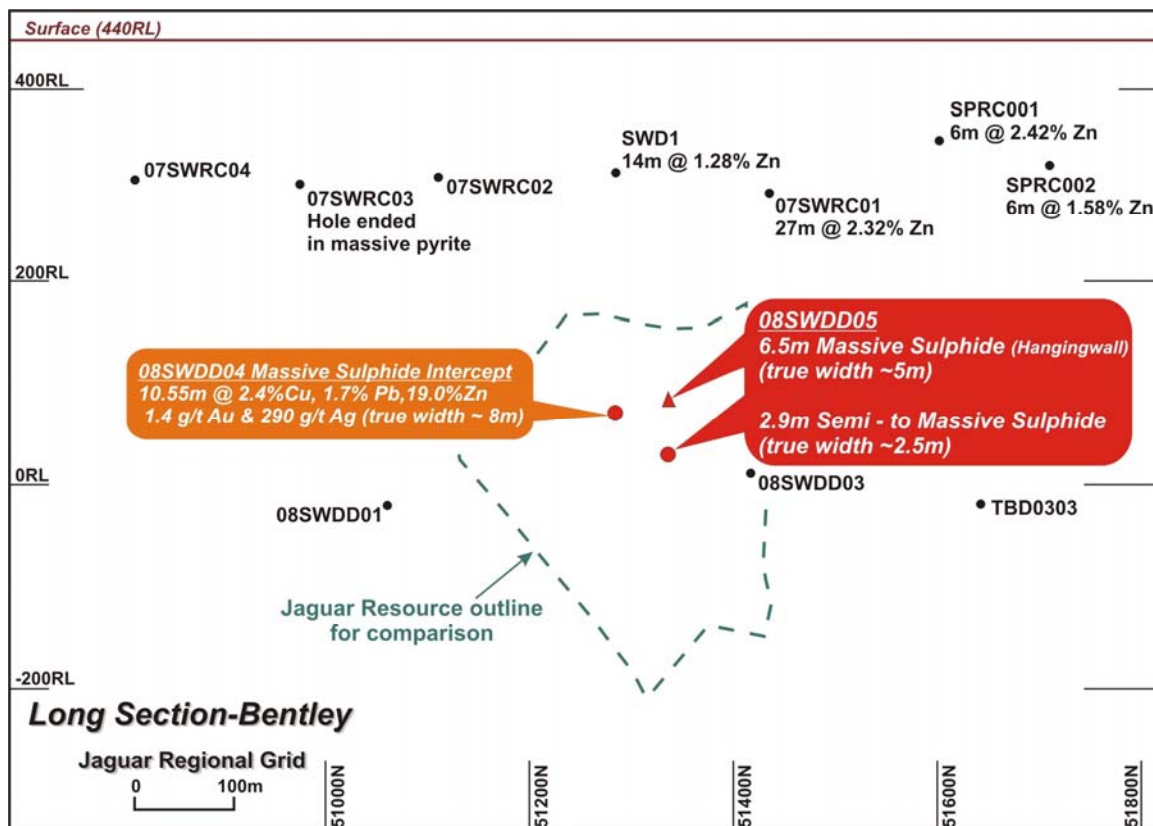 Surface (440RL)
400RL
SPRC001
6m @ 2.42% Zn
SWD1
14m @ 1.28% Zn
07SWRC04
07SWRC03
Hole ended
in massive pyrite
07SWRC02
07SWRC01
27m @ 2.32% Zn
SPRC002
6m @ 1.58% Zn
200RL
08SWDD04 Massive Sulphide Intercept
10.55m @ 2.4%Cu, 1.7% Pb,19.0%Zn
1.4 g/t Au & 290 g/t Ag (true width ~ 8m)
08SWDD05
6.5m Massive Sulphide (Hangingwall)
(true width ~5m)
2.9m Semi - to Massive Sulphide
(true width ~2.5m)
0RL
08SWDD01
08SWDD03
TBD0303
Jaguar Resource outline
for comparison
-200RL
Long Section-Bentley
Jaguar Regional Grid
0 100m
51000N
51200N
51400N
51600N
51800N